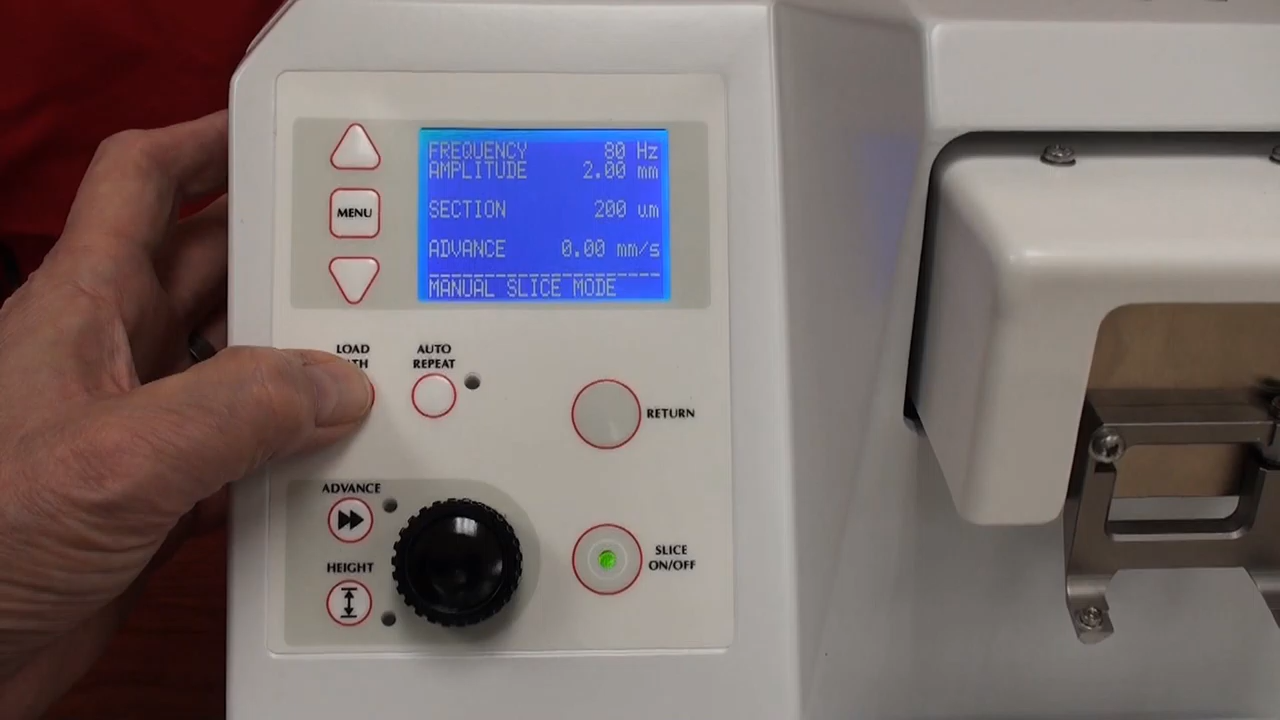 FREQUENCY 80 Hz
AMPLITUDE 2.00 mm
SECTION 200 um
ADVANCE 0.00 mm/s
MANUAL SLICE MODE
MENU
LOAD
AUTO
REPEAT
RETURN
ADVANCE
HEIGHT
SLICE
ON/OFF